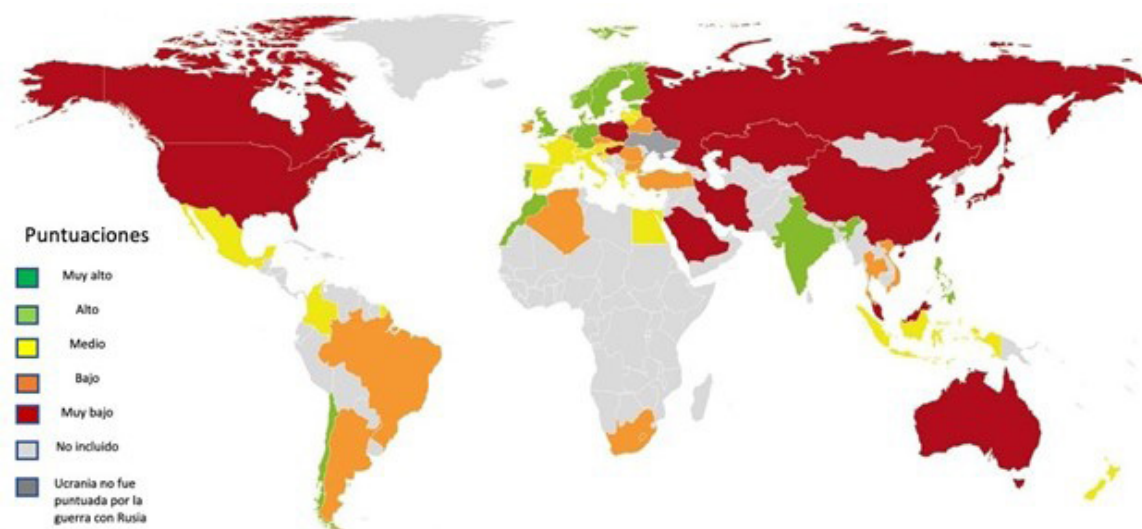 Puntuaciones
Muy alto
Alto
Medio
Bajo
Muy bajo
No incluido
Ucrania no fue
puntuada por la
guerra con Rusia